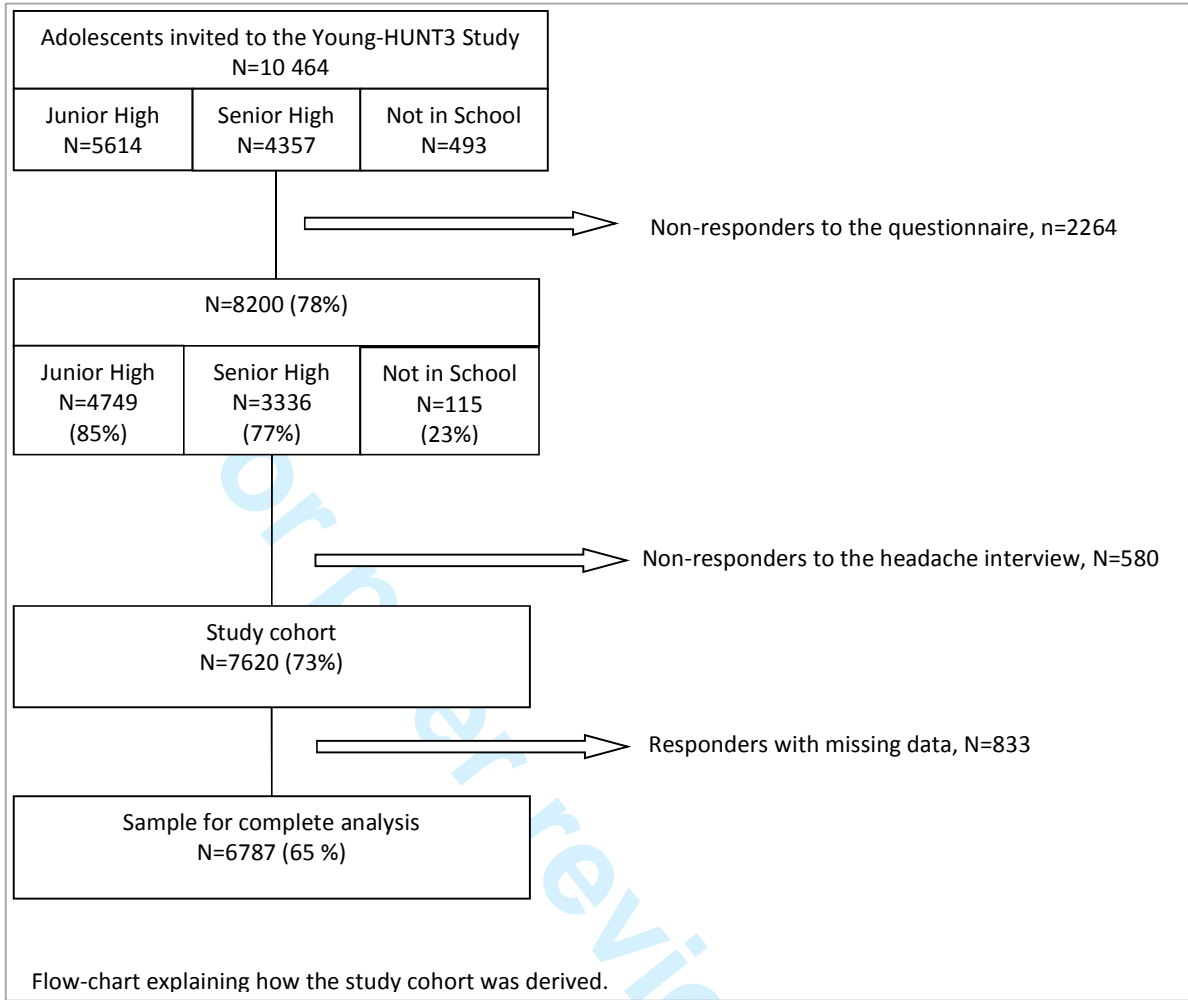 Adolescents invited to the Young-HUNT3 Study
N=10 464
Junior High
N=5614
Senior High
N=4357
Not in School
N=493
Non-responders to the questionnaire, n=2264
N=8200 (78%)
Junior High
N=4749
(85%)
Senior High
N=3336
(77%)
Not in School
N=115
(23%)
Non-responders to the headache interview, N=580
Study cohort
N=7620 (73%)
Responders with missing data, N=833
Sample for complete analysis
N=6787 (65 %)
Flow-chart explaining how the study cohort was derived.